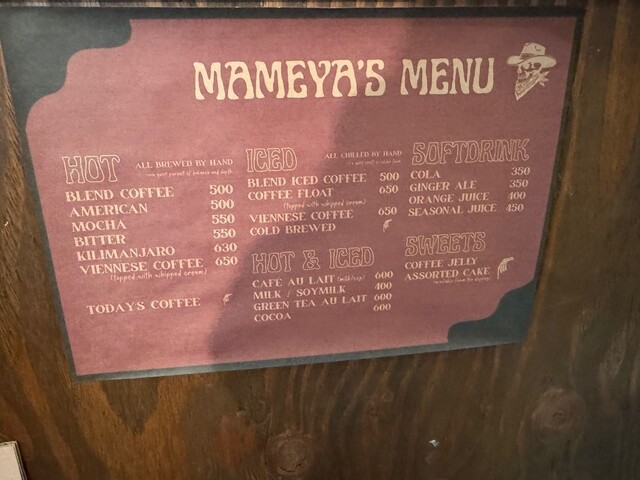 MAMEYA'S MENU
HOT
ALL BREWED BY HAND
BLEND COFFEE 500
AMERICAN 500
MOCHA 550
BITTER 550
KILIMANJARO 630
VIENNESE COFFEE 650
(topped with whipped cream)
TODAY'S COFFEE
ICED
ALL CHILLED BY HAND
BLEND ICED COFFEE 500
COFFEE FLOAT 650
(topped with whipped cream)
VIENNESE COFFEE 650
COLD BREWED
HOT & ICED
CAFE AU LAIT (milk/soy) 600
MILK / SOYMILK 400
GREEN TEA AU LAIT 600
COCOA 600
SOFTDRINK
COLA 350
GINGER ALE 350
ORANGE JUICE 400
SEASONAL JUICE 450
SWEETS
COFFEE JELLY
ASSORTED CAKE